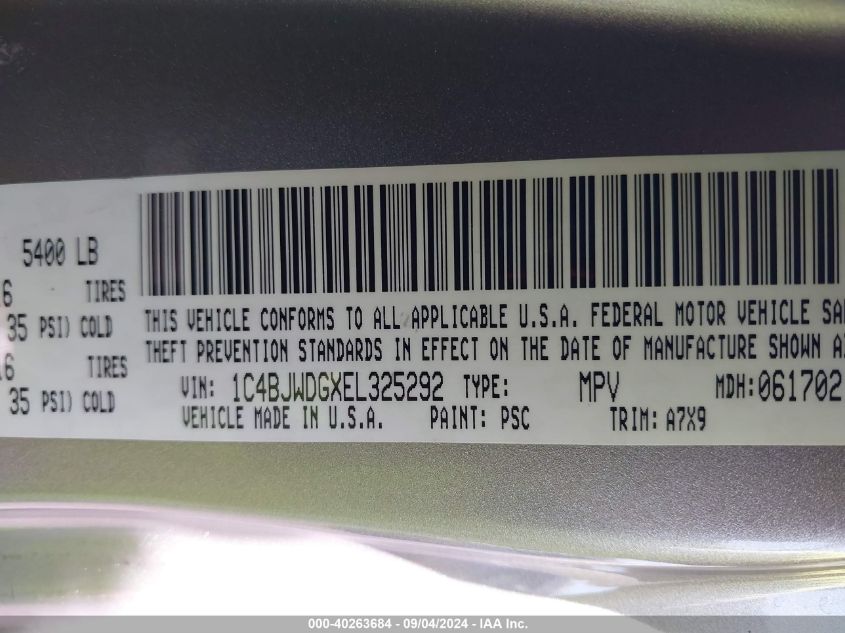 5400 LB
6 TIRES
35 PSI) COLD
16 TIRES
35 PSI) COLD
THIS VEHICLE CONFORMS TO ALL APPLICABLE U.S.A. FEDERAL MOTOR VEHICLE SA
THEFT PREVENTION STANDARDS IN EFFECT ON THE DATE OF MANUFACTURE SHOWN A
VIN: 1C4BJWDGXEL325292 TYPE: MPV MDH: 061702
VEHICLE MADE IN U.S.A. PAINT: PSC TRIM: A7X9
000-40263684 - 09/04/2024 - IAA Inc.